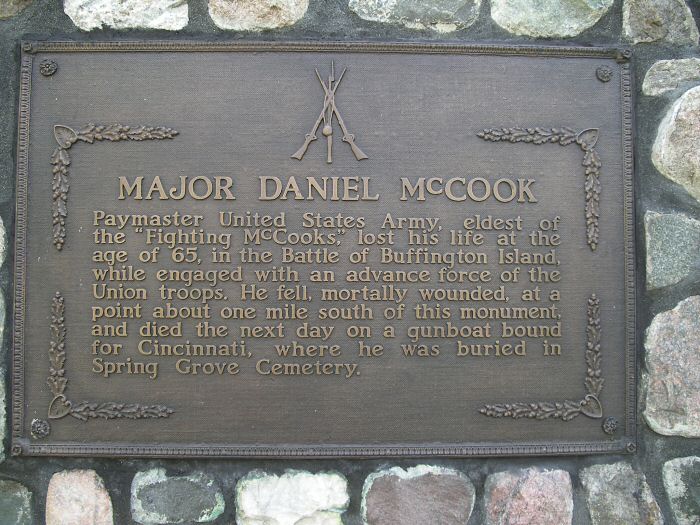 MAJOR DANIEL McCOOK
Paymaster United States Army, eldest of
the "Fighting McCooks," lost his life at the
age of 65, in the Battle of Buffington Island,
while engaged with an advance force of the
Union troops. He fell, mortally wounded, at a
point about one mile south of this monument,
and died the next day on a gunboat bound
for Cincinnati, where he was buried in
Spring Grove Cemetery.